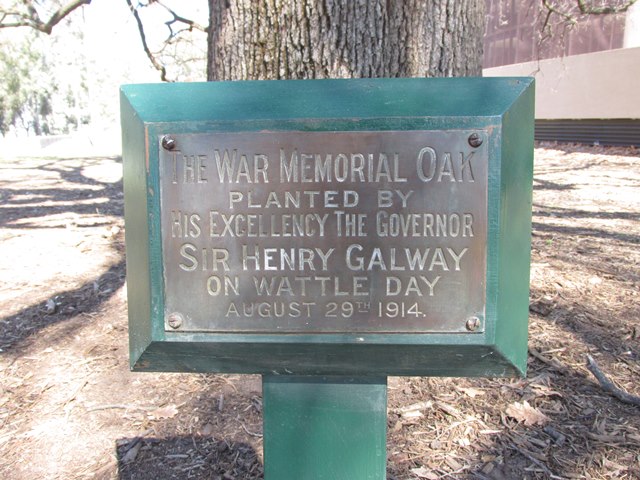 THE WAR MEMORIAL OAK
PLANTED BY
HIS EXCELLENCY THE GOVERNOR
SIR HENRY GALWAY
ON WATTLE DAY
AUGUST 29TH 1914.